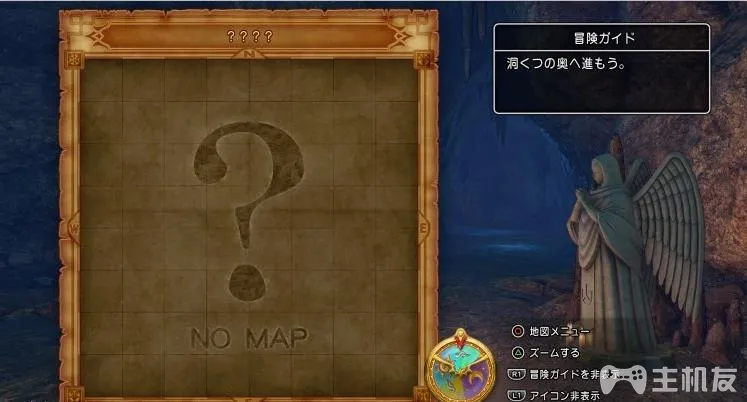 ????
N
冒険ガイド
洞くつの奥へ進もう。
W
E
NO MAP
地図メニュー
ズームする
R1 冒険ガイドを非表示
L1 アイコン非表示
主机友